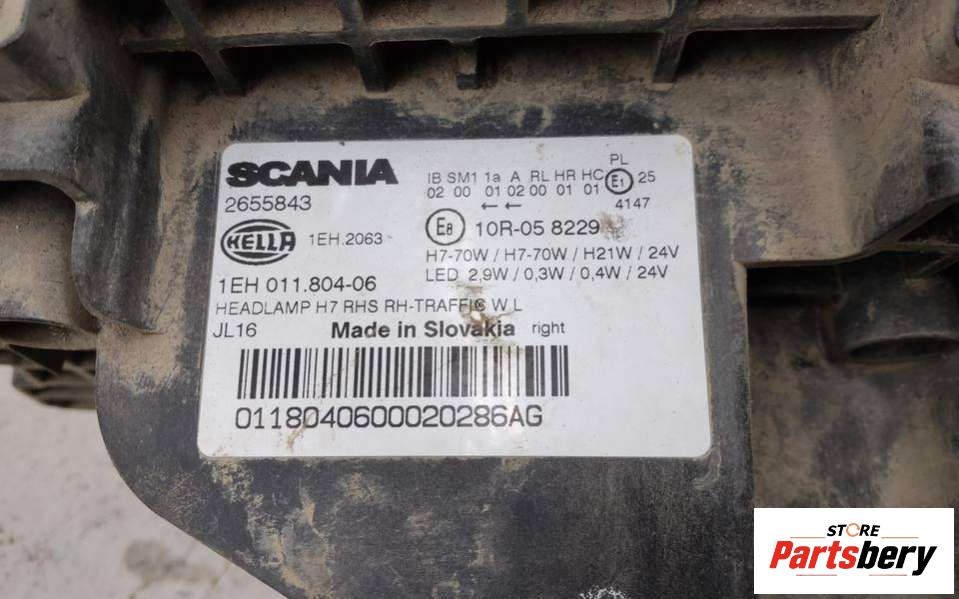 SCANIA
2655843
HELLA 1EH.2063
1EH 011.804-06
HEADLAMP H7 RHS RH-TRAFFIC W L
JL16 Made in Slovakia right
0118040600020286AG
PL
IB SM1 1a A RL HR HC E1 25
02 00 01 02 00 01 01
←← 4147
E8 10R-05 8229
H7-70W / H7-70W / H21W / 24V
LED 2,9W / 0,3W / 0,4W / 24V
STORE
Partsbery